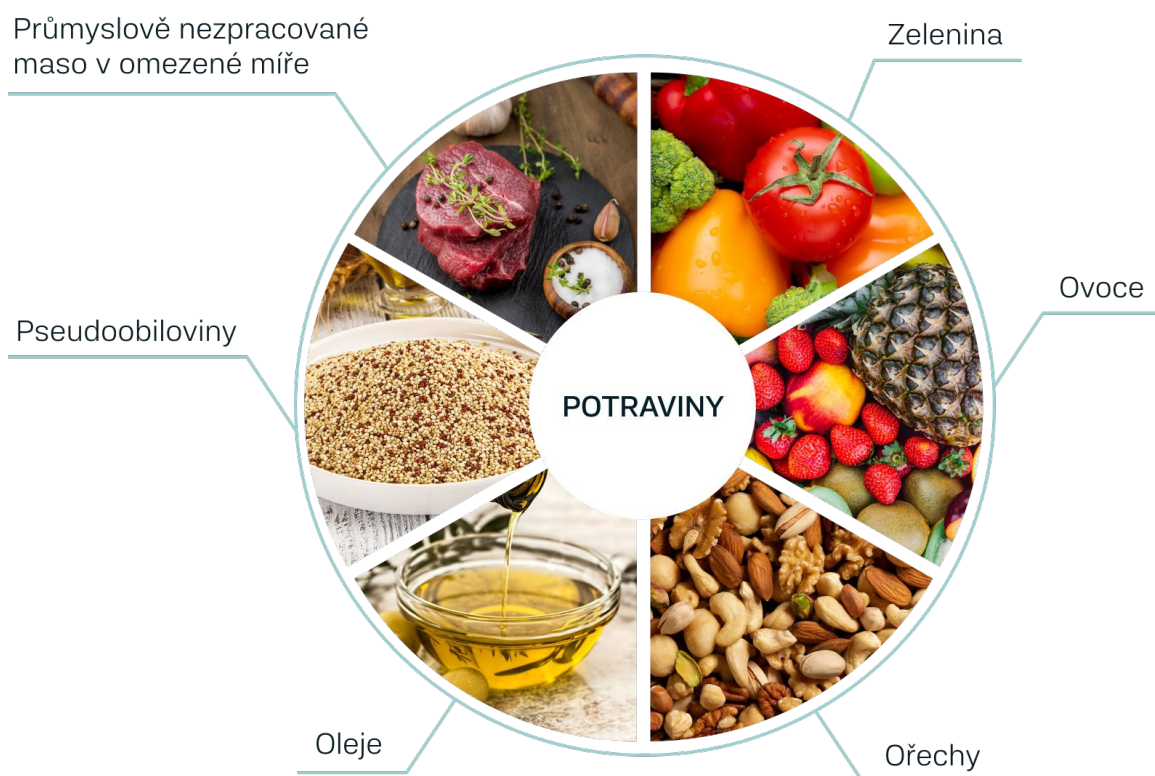 Průmyslově nezpracované
maso v omezené míře
Zelenina
Ovoce
Pseudoobiloviny
POTRAVINY
Oleje
Ořechy